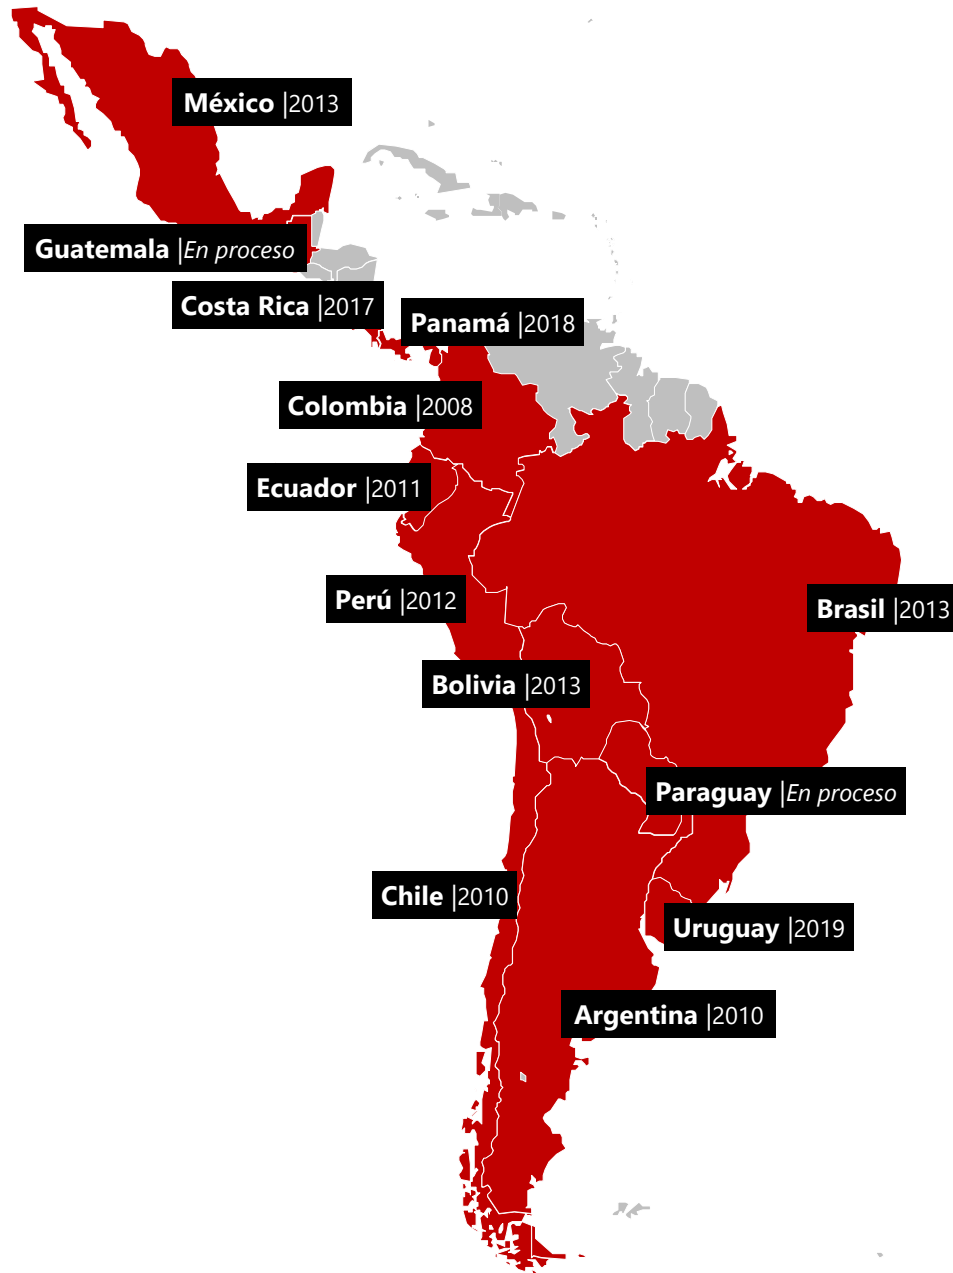 México |2013
Guatemala |En proceso
Costa Rica |2017
Panamá |2018
Colombia |2008
Ecuador |2011
Perú |2012
Brasil |2013
Bolivia |2013
Paraguay |En proceso
Chile |2010
Uruguay |2019
Argentina |2010